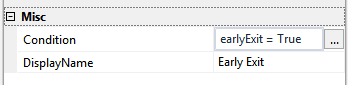 Misc
Condition earlyExit = True ...
DisplayName Early Exit